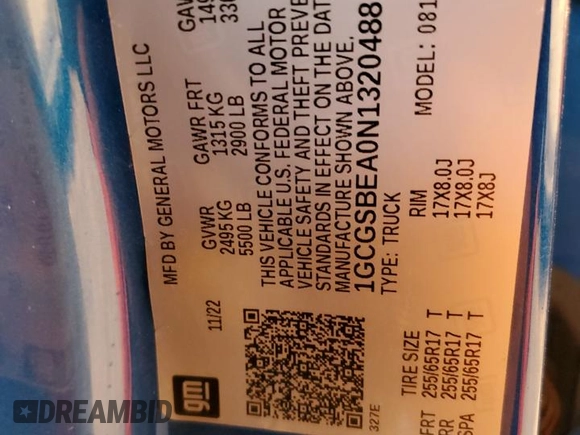 MFD BY GENERAL MOTORS LLC
11/22
GVWR
2495 KG
5500 LB
GAWR FRT
1315 KG
2900 LB
THIS VEHICLE CONFORMS TO ALL
APPLICABLE U.S. FEDERAL MOTOR
VEHICLE SAFETY AND THEFT
STANDARDS IN EFFECT ON THE
MANUFACTURE SHOWN ABOVE.
1GCGSBEA0N1320488
TYPE: TRUCK
MODEL:
TIRE SIZE
RIM
FRT 255/65R17 T 17X8.0J
RR 255/65R17 T 17X8.0J
SPA 255/65R17 T 17X8J
gm
327E
DREAMBID